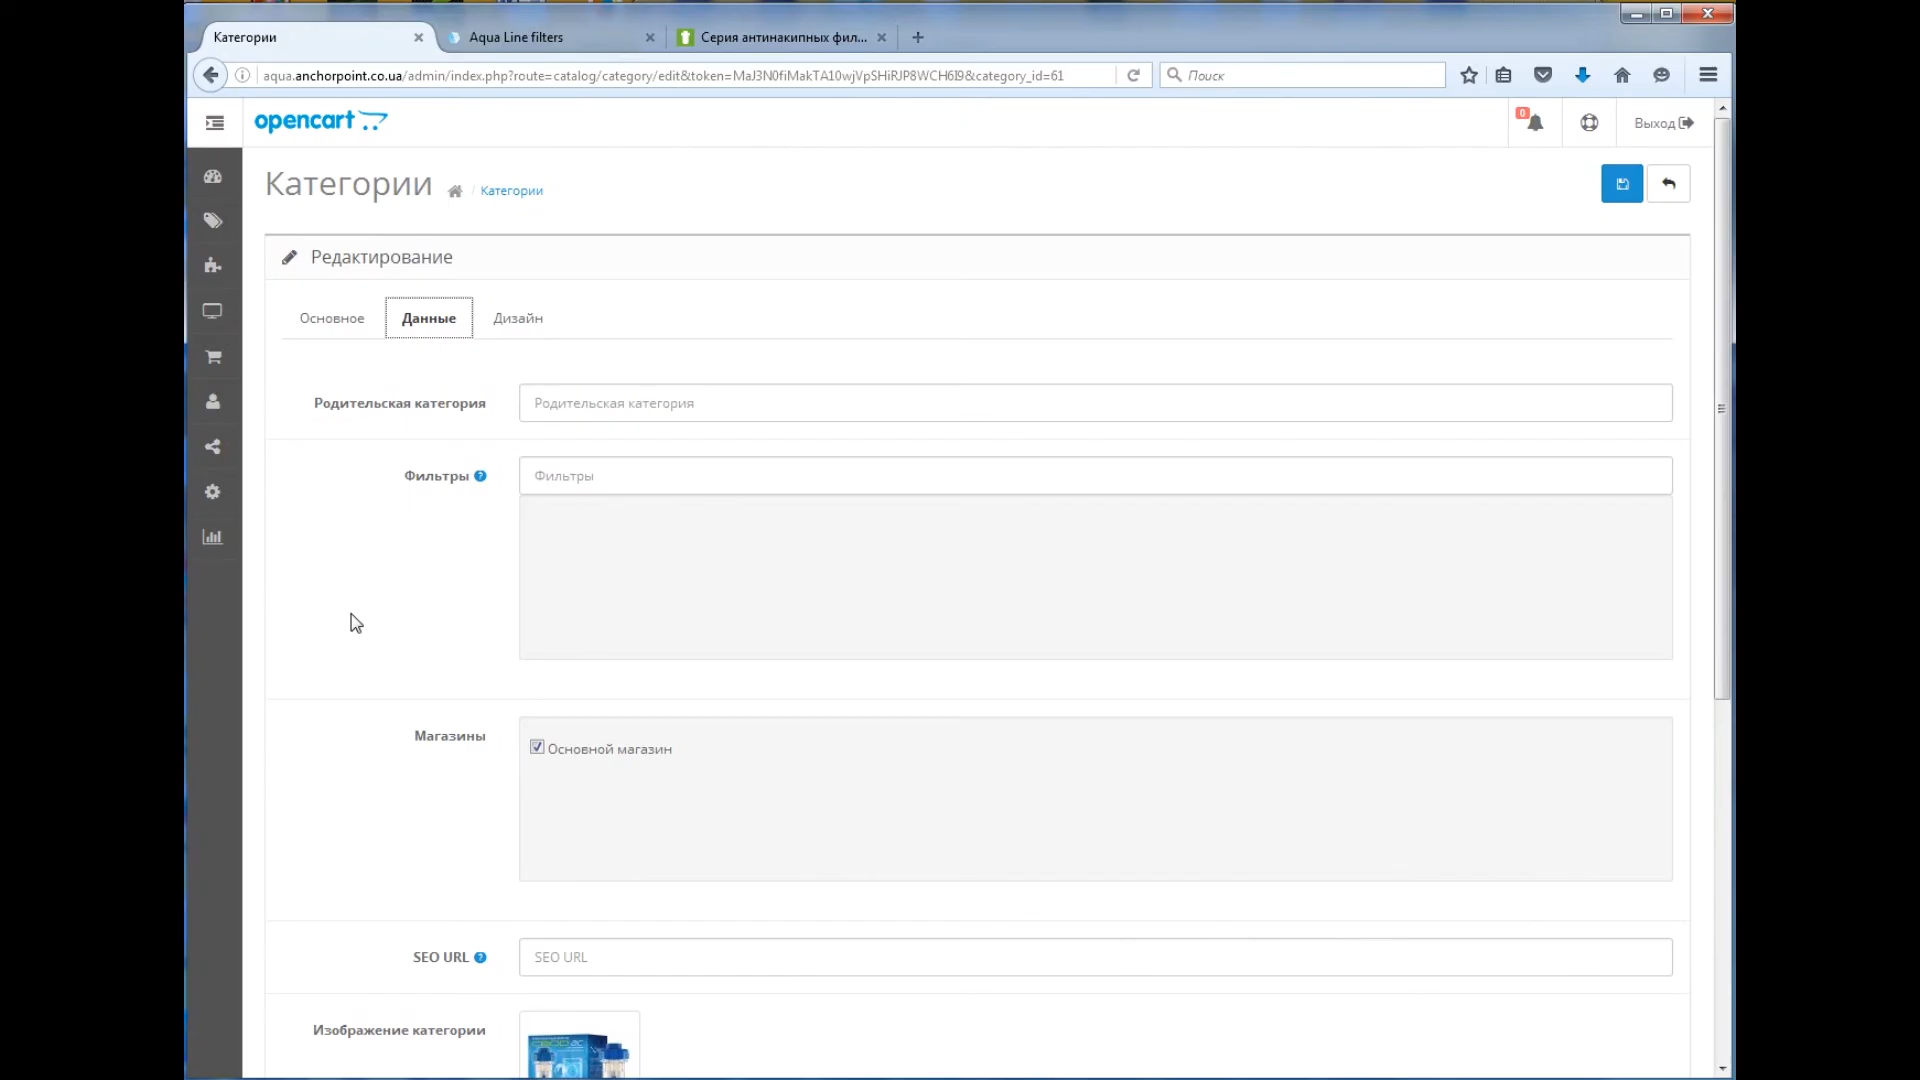 Категории
Aqua Line filters
Серия антинакипных фил...
aqua.anchorpoint.co.ua/admin/index.php?route=catalog/category/edit&token=MaJ3N0fiMakTA10wjVpSHiRJP8WCH6I9&category_id=61
Поиск
opencart
0
Выход
Категории / Категории
Редактирование
Основное
Данные
Дизайн
Родительская категория
Родительская категория
Фильтры
Фильтры
Магазины
Основной магазин
SEO URL
SEO URL
Изображение категории